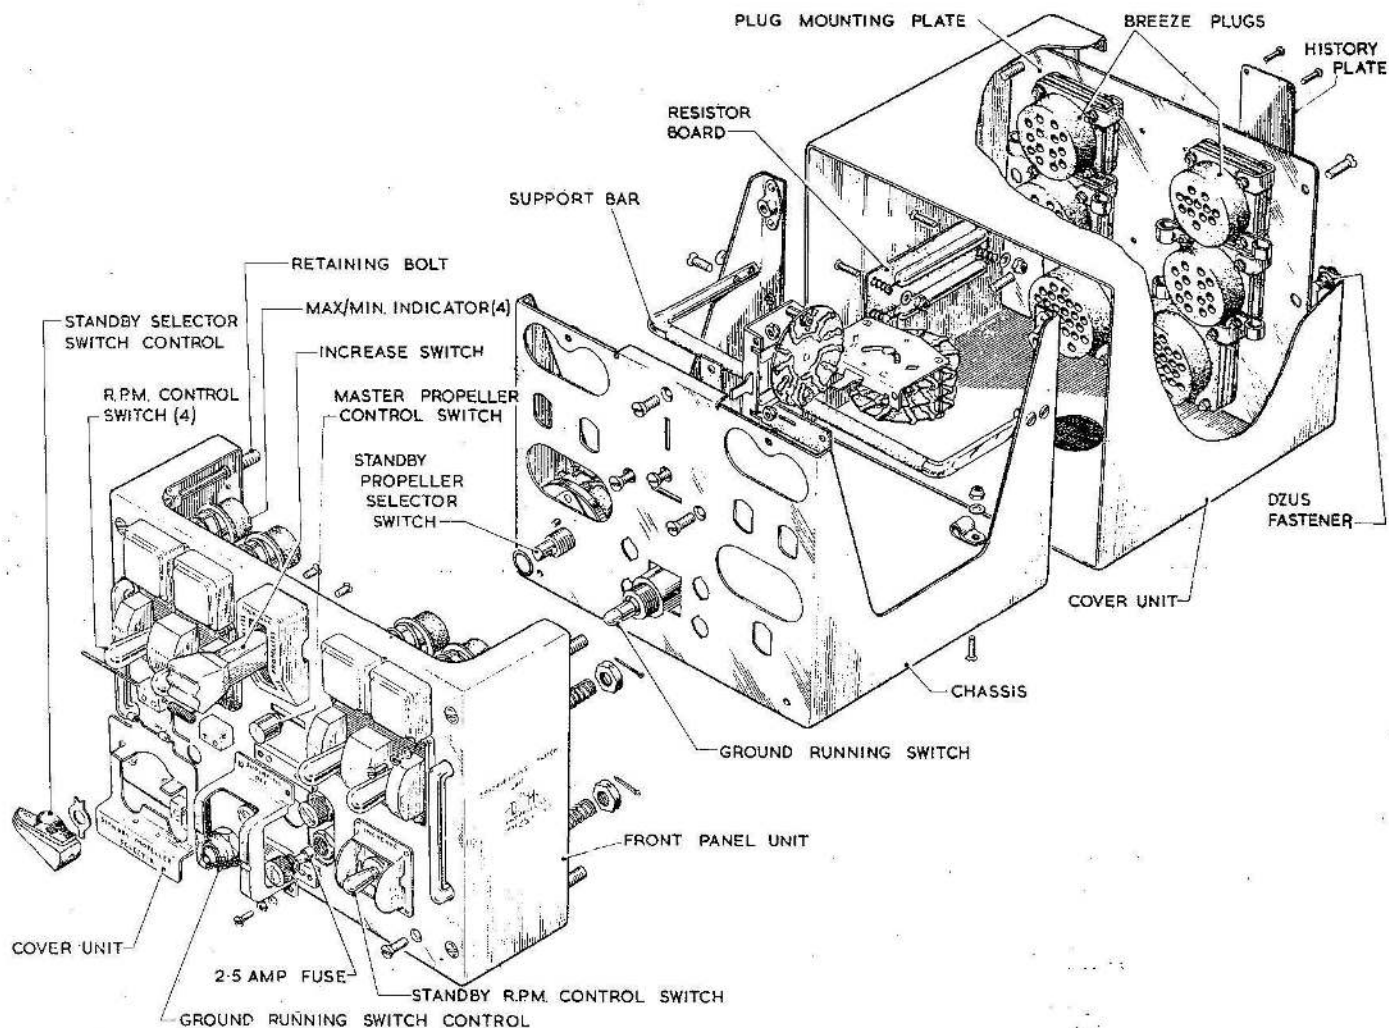 PLUG MOUNTING PLATE
BREEZE PLUGS
HISTORY
PLATE
RESISTOR
BOARD
SUPPORT BAR
RETAINING BOLT
MAX/MIN. INDICATOR(4)
STANDBY SELECTOR
SWITCH CONTROL
INCREASE SWITCH
R.P.M. CONTROL
SWITCH (4)
MASTER PROPELLER
CONTROL SWITCH
STANDBY
PROPELLER
SELECTOR
SWITCH
DZUS
FASTENER
COVER UNIT
CHASSIS
GROUND RUNNING SWITCH
FRONT PANEL UNIT
INCREASE
COVER UNIT
2·5 AMP FUSE
STANDBY R.P.M. CONTROL SWITCH
GROUND RUNNING SWITCH CONTROL